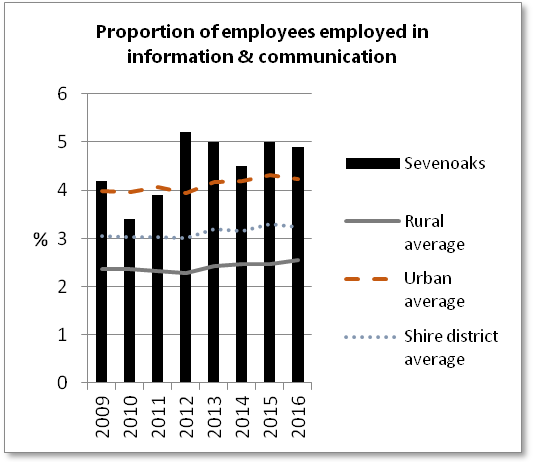 Proportion of employees employed in
information & communication
6
5
4
3
2
1
0
%
2009
2010
2011
2012
2013
2014
2015
2016
Sevenoaks
Rural
average
Urban
average
Shire district
average